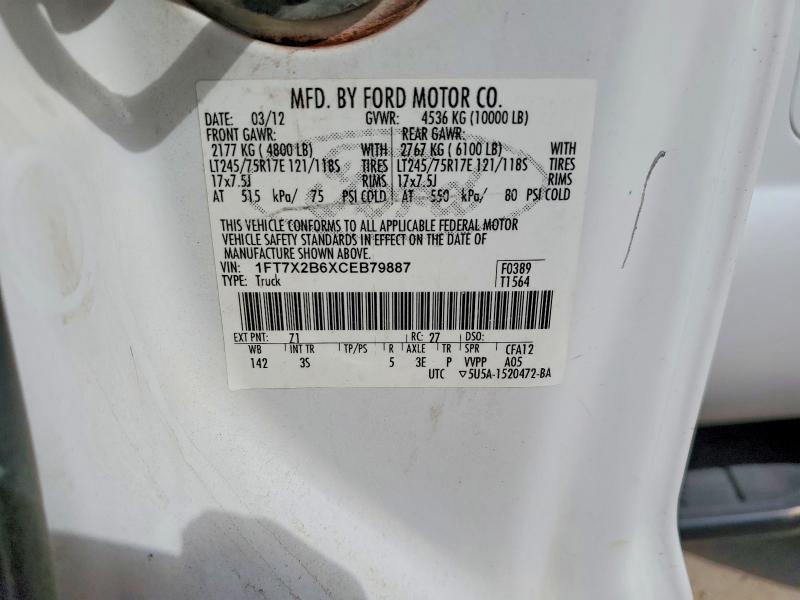 MFD. BY FORD MOTOR CO.
DATE: 03/12 GVWR: 4536 KG (10000 LB)
FRONT GAWR: REAR GAWR:
2177 KG ( 4800 LB) WITH 2767 KG ( 6100 LB) WITH
LT245/75R17E 121/118S TIRES LT245/75R17E 121/118S TIRES
17x7.5J RIMS 17x7.5J RIMS
AT 515 kPa/ 75 PSI COLD AT 550 kPa/ 80 PSI COLD
THIS VEHICLE CONFORMS TO ALL APPLICABLE FEDERAL MOTOR
VEHICLE SAFETY STANDARDS IN EFFECT ON THE DATE OF
MANUFACTURE SHOWN ABOVE.
VIN: 1FT7X2B6XCEB79887 F0389
TYPE: Truck T1564
EXT PNT: Z1 RC: 27 DSO:
WB INT TR TP/PS R AXLE TR SPR CFA12
142 3S 5 3E P VVPP A05
UTC ▽5U5A-1520472-BA